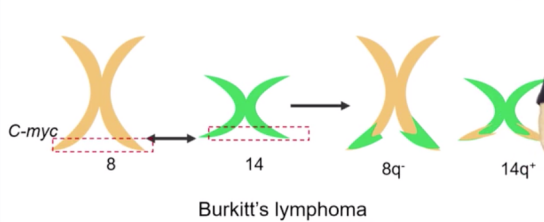 C-myc
8
14
8q-
14q+
Burkitt's lymphoma